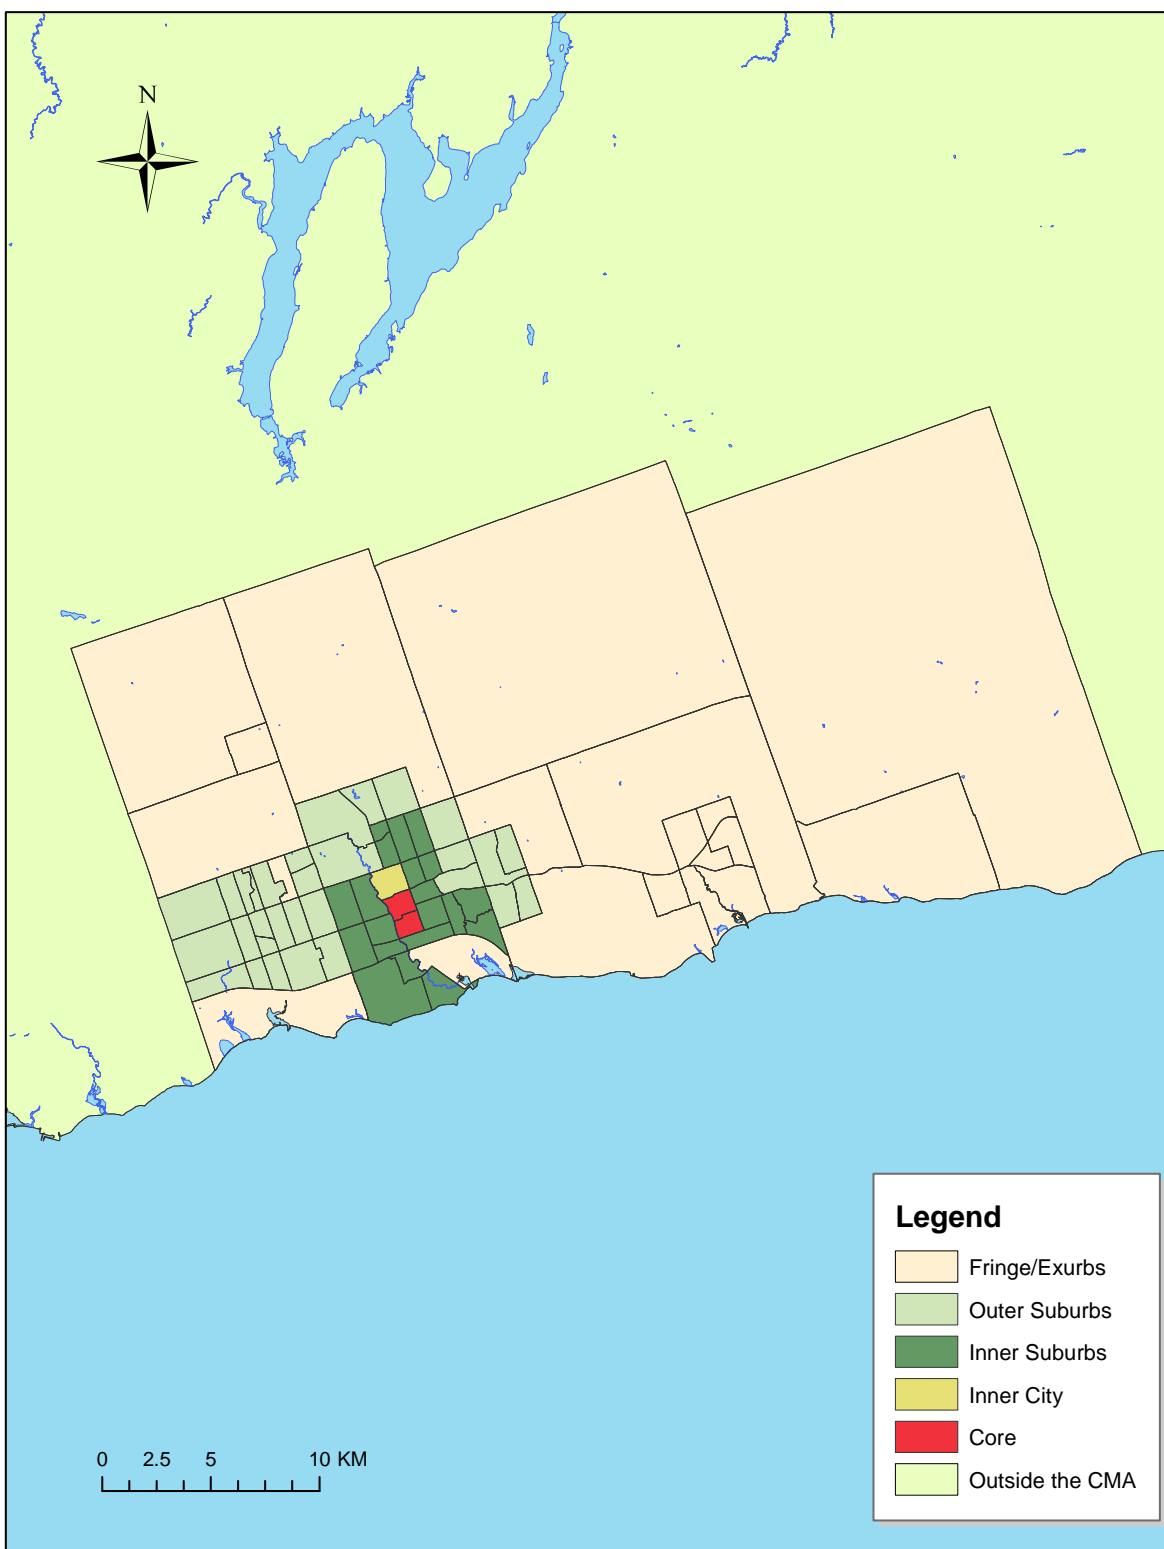 N
Legend
Fringe/Exurbs
Outer Suburbs
Inner Suburbs
Inner City
Core
Outside the CMA
0 2.5 5 10 KM